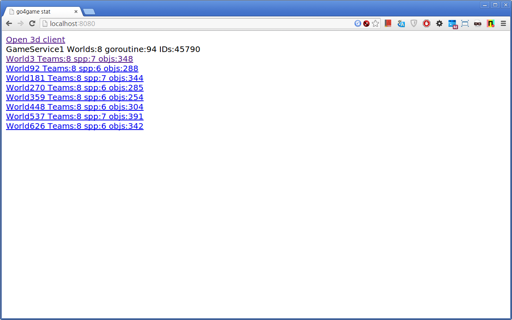 go4game stat
localhost:8080
Open 3d client
GameService1 Worlds:8 goroutine:94 IDs:45790
World3 Teams:8 spp:7 objs:348
World92 Teams:8 spp:6 objs:288
World181 Teams:8 spp:7 objs:344
World270 Teams:8 spp:6 objs:285
World359 Teams:8 spp:6 objs:254
World448 Teams:8 spp:6 objs:304
World537 Teams:8 spp:7 objs:391
World626 Teams:8 spp:6 objs:342